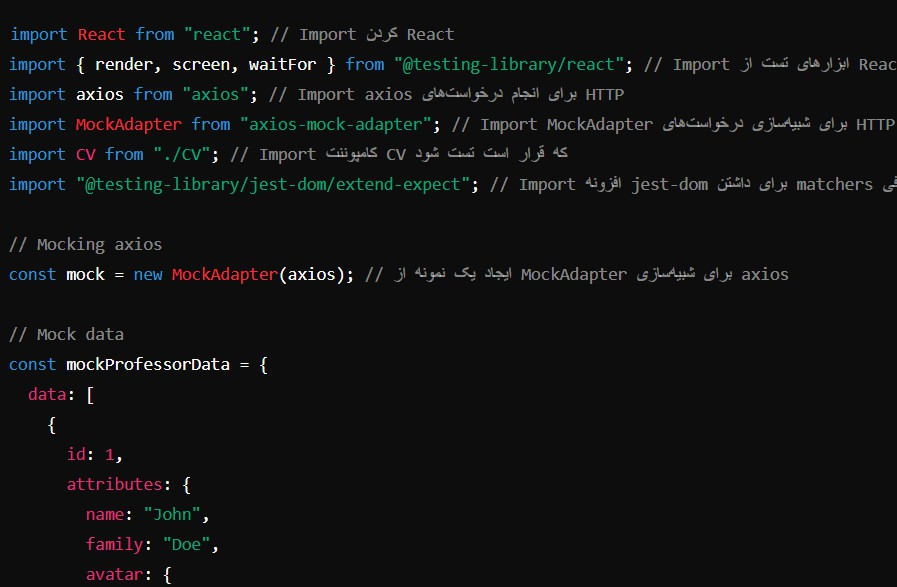 import React from "react"; // Import کردن React
import { render, screen, waitFor } from "@testing-library/react"; // Import ابزارهای تست از Reac
import axios from "axios"; // Import axios برای انجام درخواست‌های HTTP
import MockAdapter from "axios-mock-adapter"; // Import MockAdapter برای شبیه‌سازی درخواست‌های HTTP
import CV from "./CV"; // Import کامپوننت CV که قرار است تست شود
import "@testing-library/jest-dom/extend-expect"; // Import افزونه jest-dom برای داشتن matchers
// Mocking axios
const mock = new MockAdapter(axios); // ایجاد یک نمونه از MockAdapter برای شبیه‌سازی axios
// Mock data
const mockProfessorData = {
data: [
{
id: 1,
attributes: {
name: "John",
family: "Doe",
avatar: {